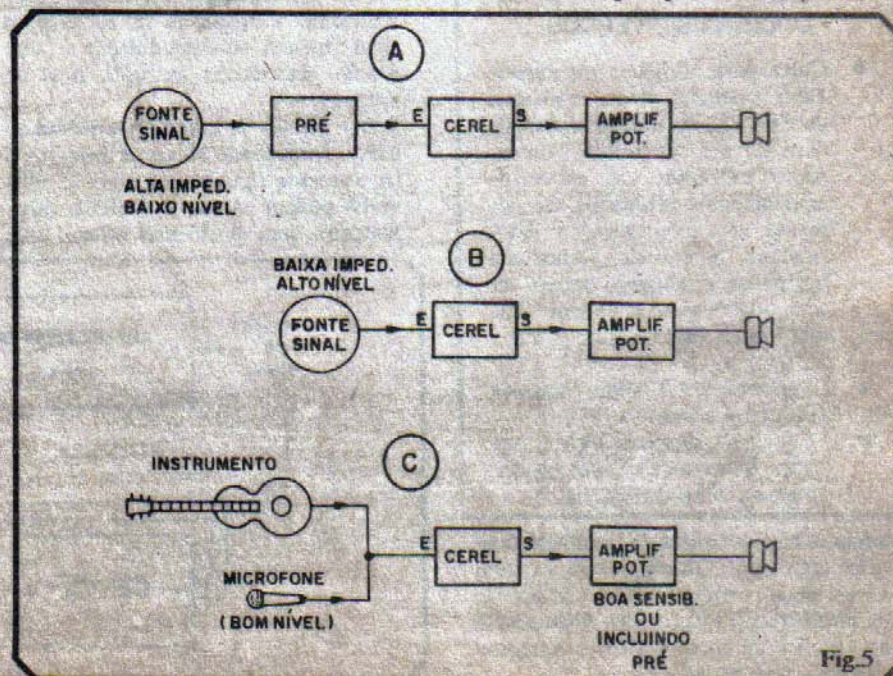 A
FONTE
SINAL
PRÉ
E
CEREL
S
AMPLIF.
POT.
ALTA IMPED.
BAIXO NÍVEL
B
BAIXA IMPED.
ALTO NÍVEL
FONTE
SINAL
E
CEREL
S
AMPLIF.
POT.
C
INSTRUMENTO
MICROFONE
(BOM NÍVEL)
E
CEREL
S
AMPLIF.
POT.
BOA SENSIB.
OU
INCLUINDO
PRÉ
Fig.5